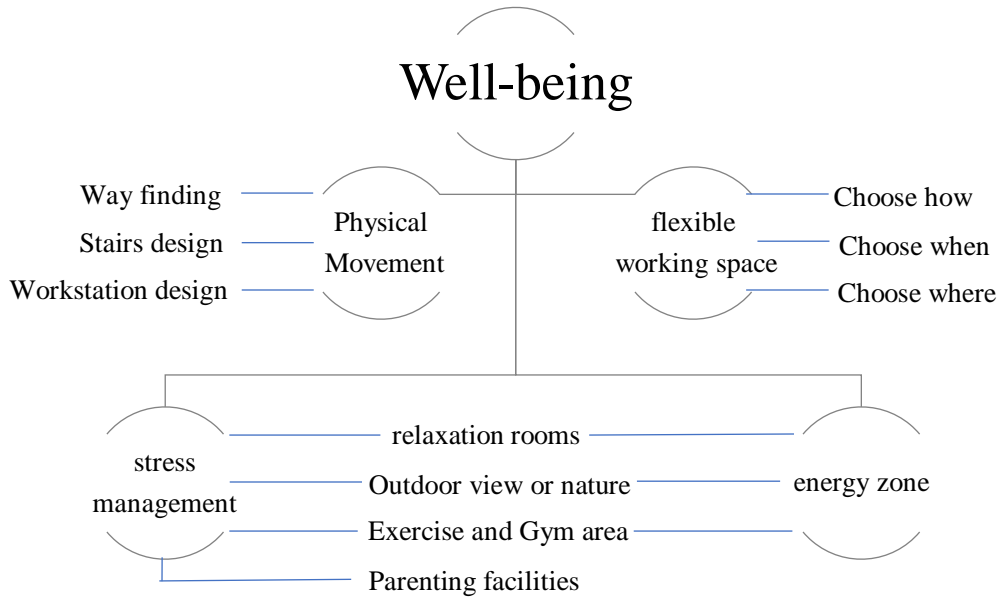 Well-being
Way finding
Stairs design
Workstation design
Physical
Movement
flexible
working space
Choose how
Choose when
Choose where
stress
management
relaxation rooms
Outdoor view or nature
Exercise and Gym area
Parenting facilities
energy zone